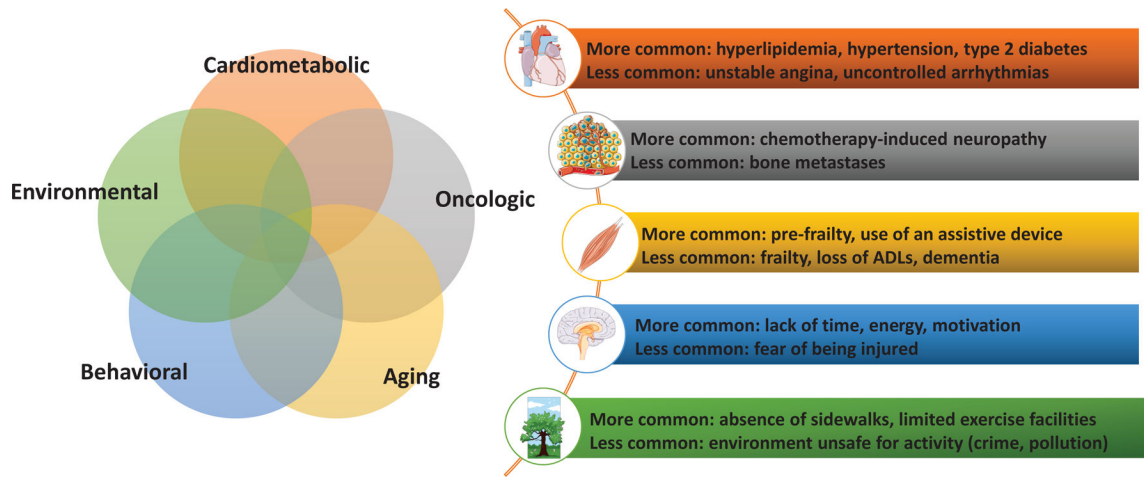 Cardiometabolic
Environmental
Oncologic
Behavioral
Aging
More common: hyperlipidemia, hypertension, type 2 diabetes
Less common: unstable angina, uncontrolled arrhythmias
More common: chemotherapy-induced neuropathy
Less common: bone metastases
More common: pre-frailty, use of an assistive device
Less common: frailty, loss of ADLs, dementia
More common: lack of time, energy, motivation
Less common: fear of being injured
More common: absence of sidewalks, limited exercise facilities
Less common: environment unsafe for activity (crime, pollution)